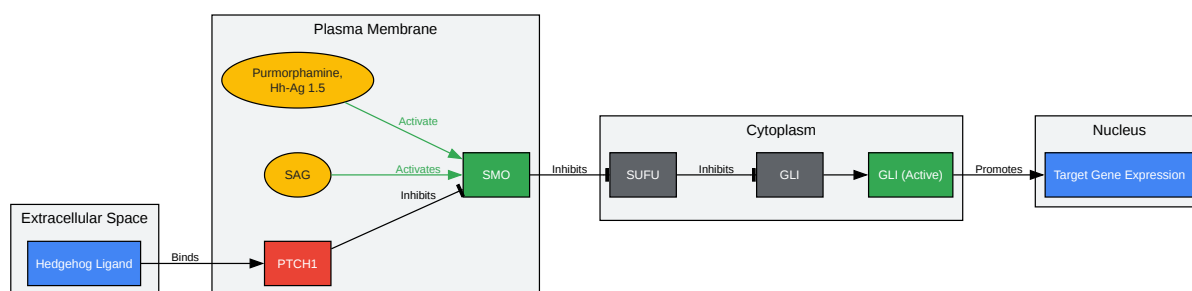 Plasma Membrane
Purmorphamine,
Hh-Ag 1.5
Activate
SAG
Activates
SMO
Inhibits
Inhibits
PTCH1
Extracellular Space
Hedgehog Ligand
Binds
Cytoplasm
SUFU
Inhibits
GLI
GLI (Active)
Promotes
Nucleus
Target Gene Expression